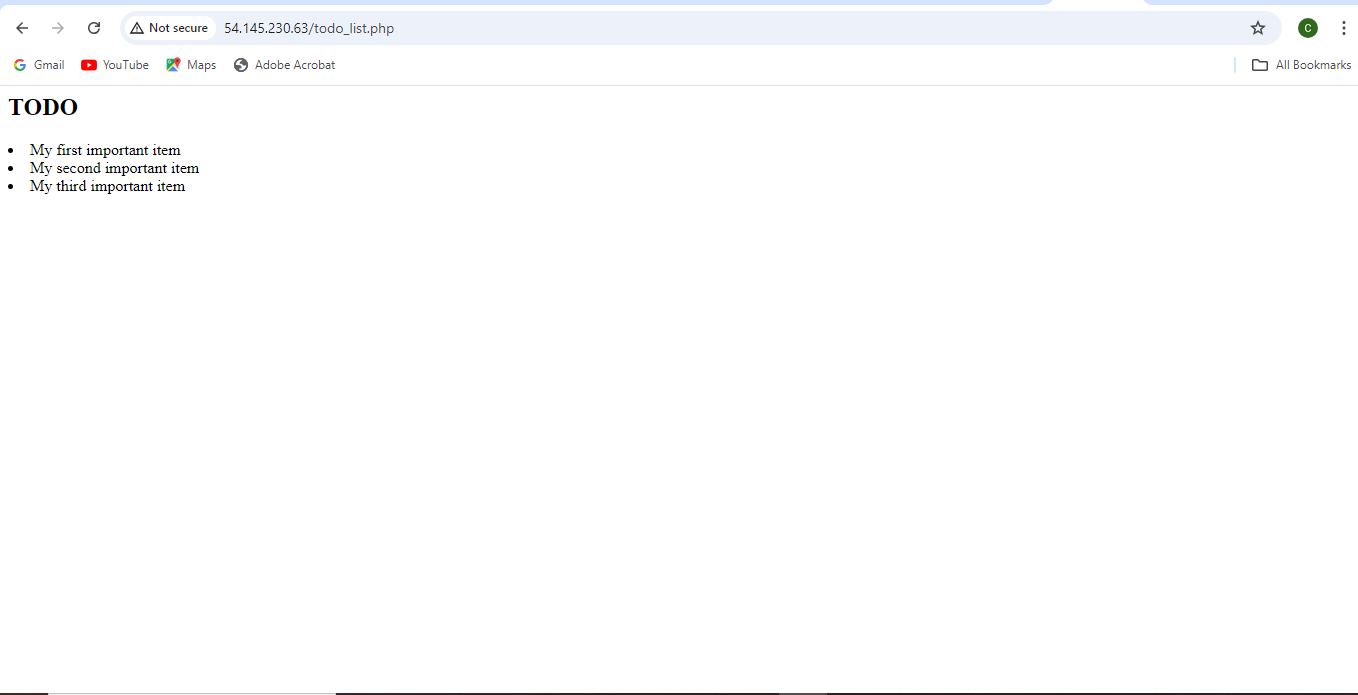 Not secure 54.145.230.63/todo_list.php C
Gmail YouTube Maps Adobe Acrobat All Bookmarks
TODO
My first important item
My second important item
My third important item